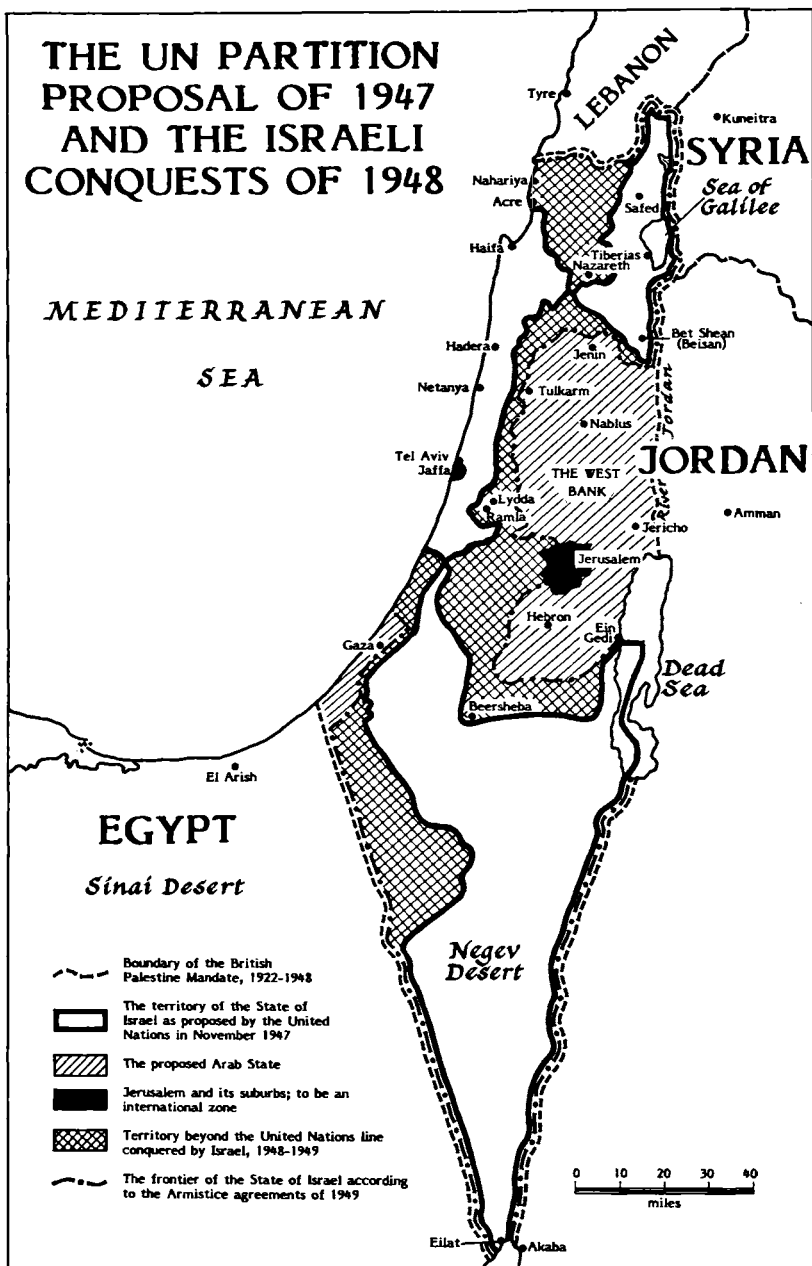 THE UN PARTITION
PROPOSAL OF 1947
AND THE ISRAELI
CONQUESTS OF 1948
LEBANON
Tyre
Kuneitra
SYRIA
Sea of
Galilee
Nahariya
Acre
Safed
Haifa
Tiberias
Nazareth
MEDITERRANEAN
SEA
Hadera
Bet Shean
(Beisan)
Jenin
Netanya
Tulkarm
Nablus
River Jordan
Tel Aviv
Jaffa
THE WEST
BANK
JORDAN
Lydda
Ramla
Amman
Jericho
Jerusalem
Hebron
Ein
Gedi
Gaza
Dead
Sea
Beersheba
El Arish
EGYPT
Sinai Desert
Negev
Desert
Boundary of the British
Palestine Mandate, 1922-1948
The territory of the State of
Israel as proposed by the United
Nations in November 1947
The proposed Arab State
Jerusalem and its suburbs; to be an
international zone
Territory beyond the United Nations line
conquered by Israel, 1948-1949
The frontier of the State of Israel according
to the Armistice agreements of 1949
0 10 20 30 40
miles
Eilat
Akaba